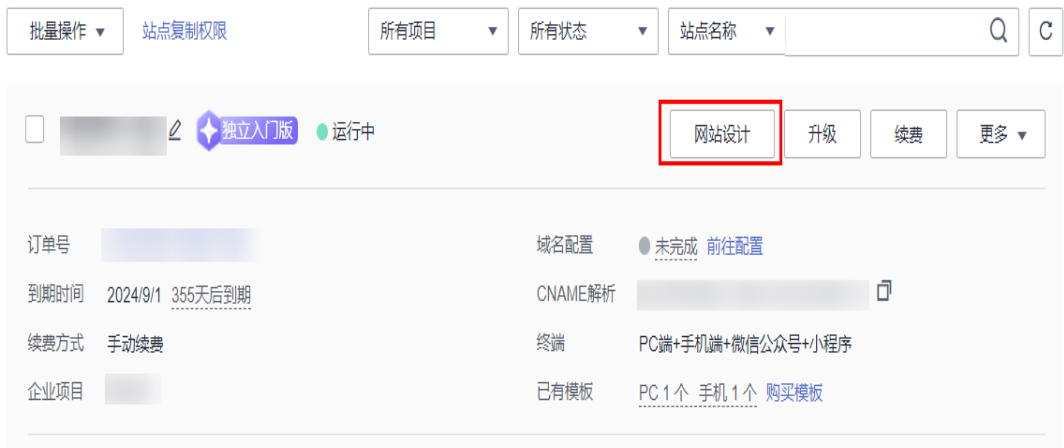 批量操作 站点复制权限 所有项目 所有状态 站点名称
独立入门版 运行中 网站设计 升级 续费 更多
订单号 域名配置 未完成 前往配置
到期时间 2024/9/1 355天后到期 CNAME解析
续费方式 手动续费 终端 PC端+手机端+微信公众号+小程序
企业项目 已有模板 PC 1 个 手机 1 个 购买模板